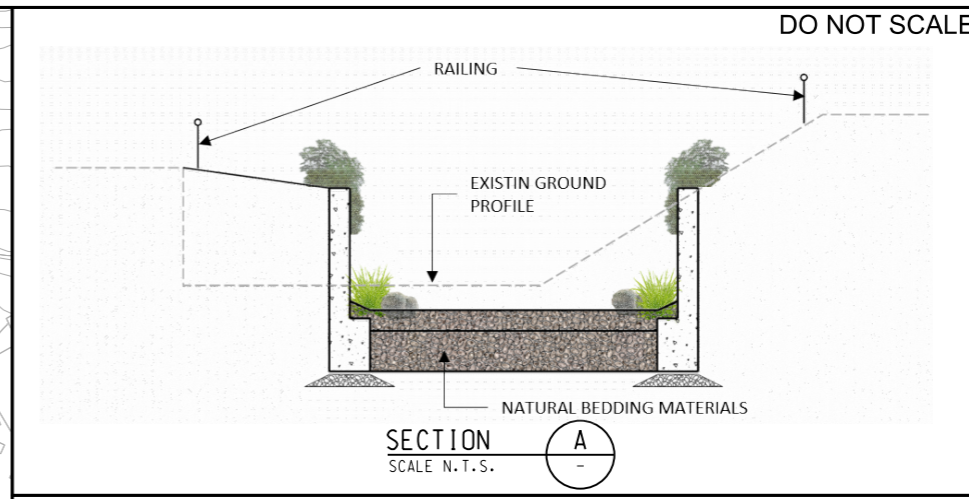 DO NOT SCALE
RAILING
EXISTIN GROUND
PROFILE
NATURAL BEDDING MATERIALS
SECTION
A
SCALE N.T.S.
-